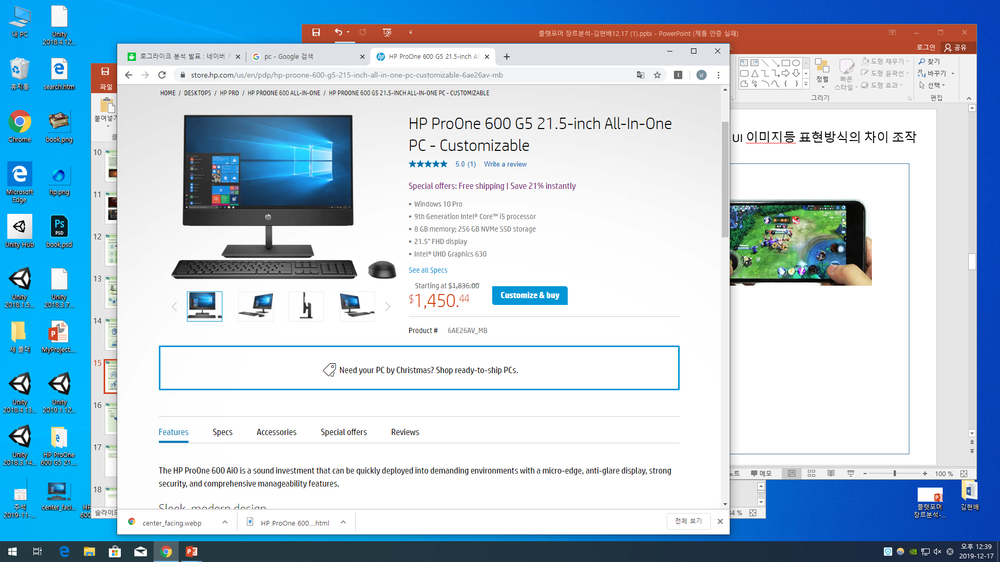 내 PC
Unity
2018.4.12...
휴지통
search.htm
Chrome
book.png
Microsoft
Edge
hp.png
Unity Hub
Ps
PSD
book.psd
Unity
2018.1.5...
Unity
2018.3.7...
새 폴더
MyProject....
Unity
2018.4.13...
Unity
2019.1.12...
Unity
2018.3.14...
HP ProOne
600 G5 21....
주석
2019-11-...
center_faci...
HP
600
플랫포머 장르분석-김현배12.17 (1).pptx - PowerPoint (제품 인증 실패)
로그인
공유
파일
붙여넣기
클
10
11
12
13
14
15
16
17
18
슬라이드
도형 채우기
도형 윤곽선
도형 효과
정렬
빠른
스타일
그리기
찾기
바꾸기
선택
편집
UI 이미지등 표현방식의 차이 조작
노트
메모
100 %
34 %
로그라이크 분석 발표 : 네이버 카
pc - Google 검색
HP ProOne 600 G5 21.5-inch Al
store.hp.com/us/en/pdp/hp-proone-600-g5-215-inch-all-in-one-pc-customizable-6ae26av-mb
남
HOME / DESKTOPS / HP PRO / HP PROONE 600 ALL-IN-ONE / HP PROONE 600 G5 21.5-INCH ALL-IN-ONE PC - CUSTOMIZABLE
HP ProOne 600 G5 21.5-inch All-In-One
PC - Customizable
5.0 (1) Write a review
Special offers: Free shipping | Save 21% instantly
• Windows 10 Pro
• 9th Generation Intel® Core™ i5 processor
• 8 GB memory; 256 GB NVMe SSD storage
• 21.5" FHD display
• Intel® UHD Graphics 630
See all Specs
Starting at $1,836.00
$1,450.44
Customize & buy
Product # 6AE26AV_MB
Need your PC by Christmas? Shop ready-to-ship PCs.
Features Specs Accessories Special offers Reviews
The HP ProOne 600 AiO is a sound investment that can be quickly deployed into demanding environments with a micro-edge, anti-glare display, strong
security, and comprehensive manageability features.
Sleek, modern design
center_facing.webp
HP ProOne 600....html
전체 보기
플랫포머
장르분석-...
김현배
오후 12:39
2019-12-17